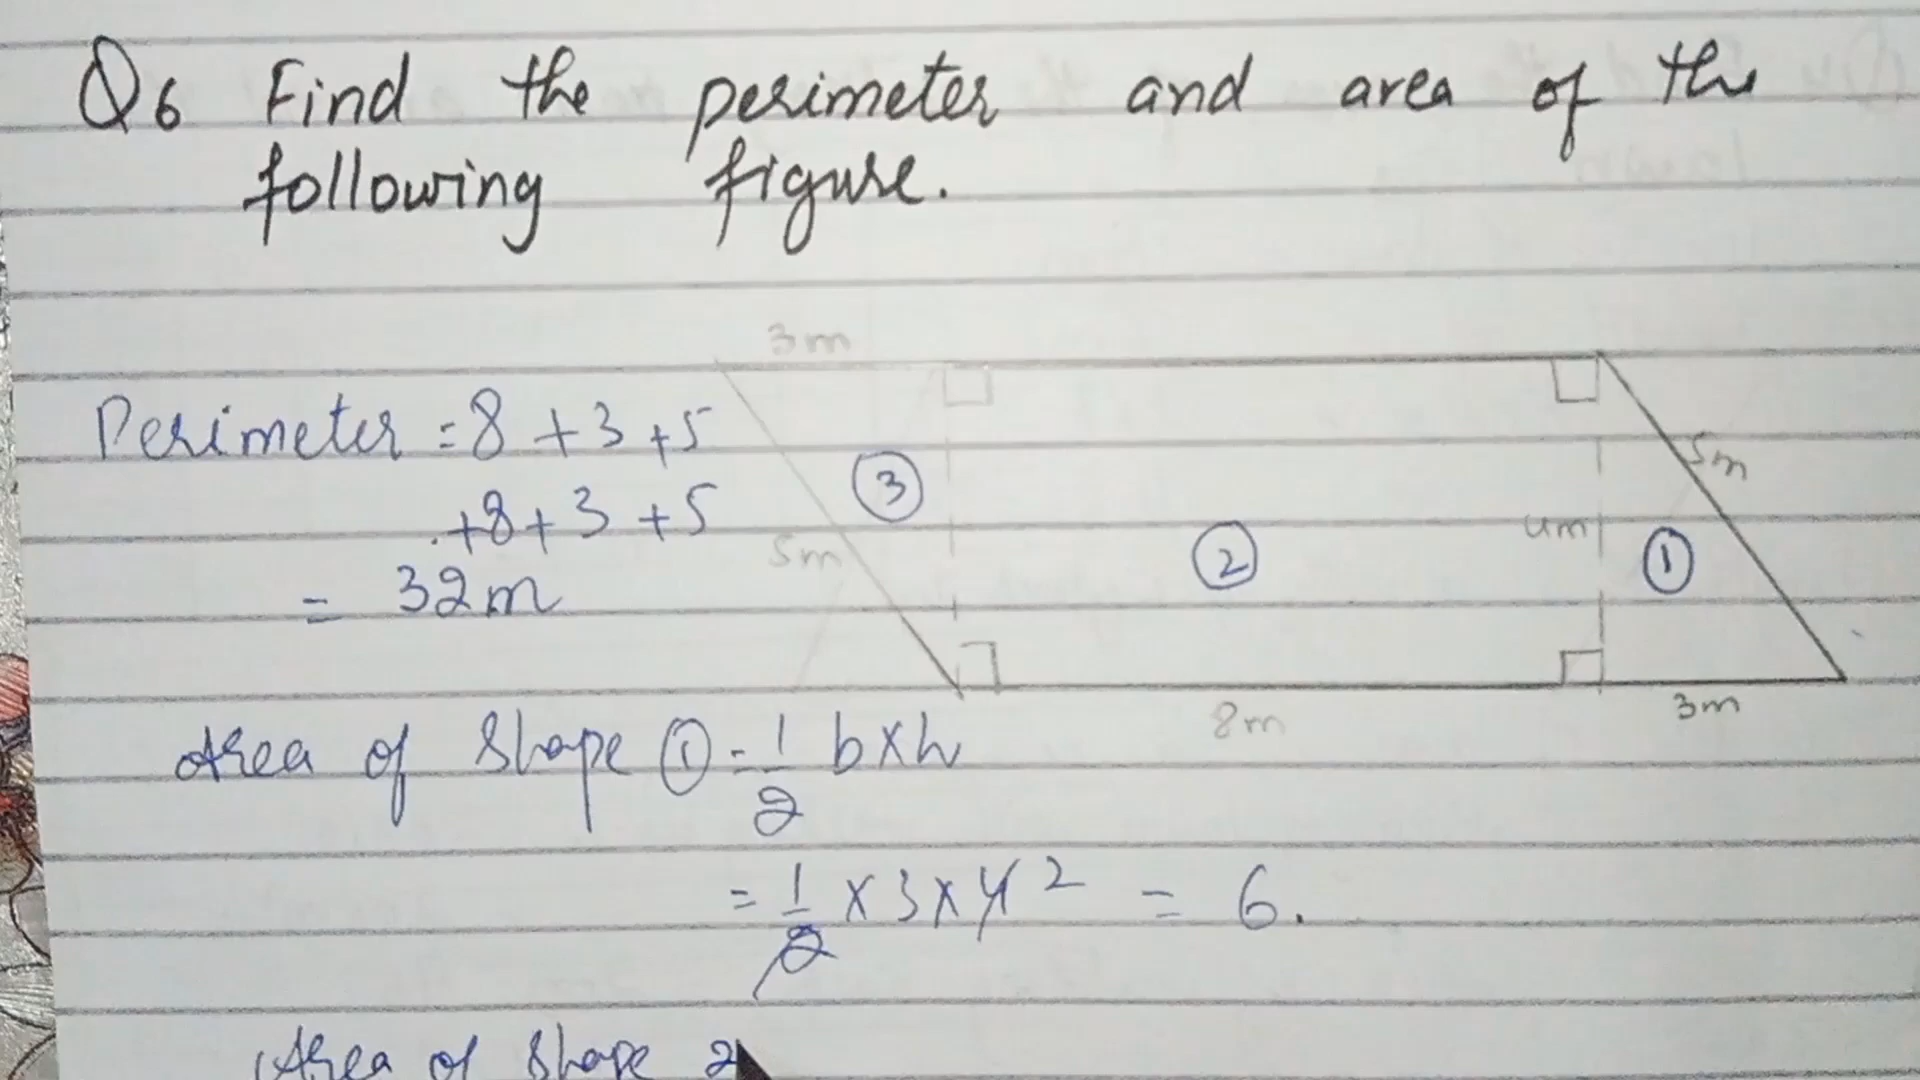 Q6 Find the perimeter and area of the
following figure.
3m
Perimeter = 8 + 3 + 5
+8 + 3 + 5
= 32m
③
5m
②
4m
5m
①
8m
3m
Area of Shape ① = 1/2 b x h
= 1/2 x 3 x 4 2 = 6.
Area of Shape 2